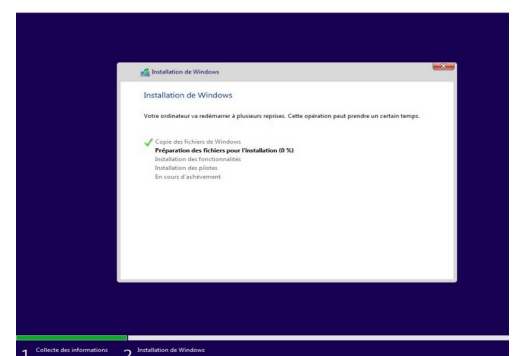 Installation de Windows
Installation de Windows
Votre ordinateur va redémarrer à plusieurs reprises. Cette opération peut prendre un certain temps.
Copie des fichiers de Windows
Préparation des fichiers pour l'installation (0 %)
Installation des fonctionnalités
Installation des pilotes
En cours d'achèvement
1 Collecte des informations
2 Installation de Windows